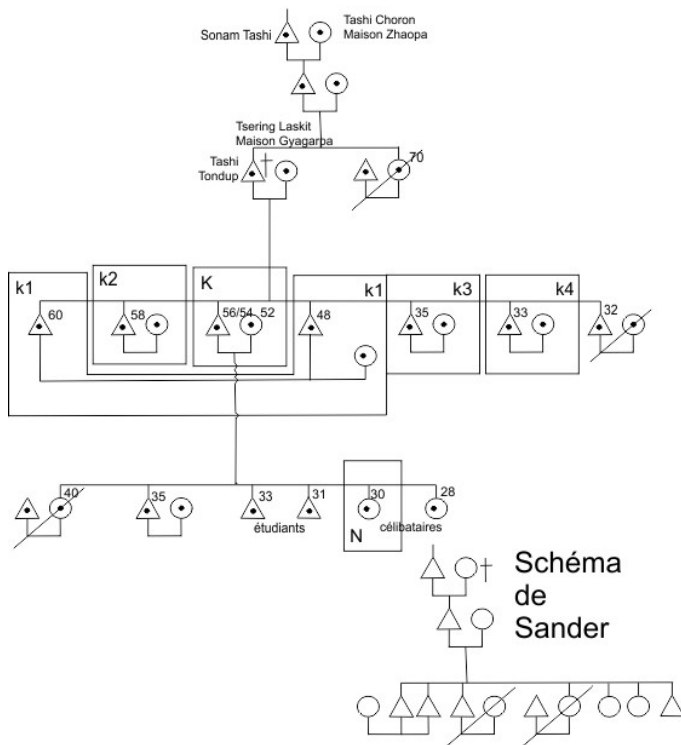 Tashi Choron
Maison Zhaopa
Sonam Tashi
Tsering Laskit
Maison Gyagarpa
Tashi
Tondup
70
k1
k2
K
k1
k3
k4
60
58
56/54
52
48
35
33
32
40
35
33
31
30
28
étudiants
célibataires
N
Schéma
de
Sander